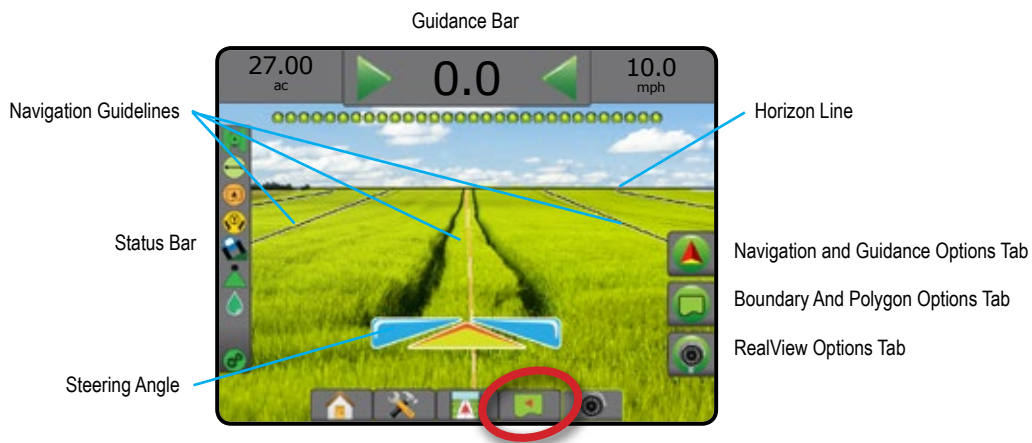 Guidance Bar
27.00
ac
0.0
10.0
mph
Navigation Guidelines
Horizon Line
Status Bar
Navigation and Guidance Options Tab
Boundary And Polygon Options Tab
RealView Options Tab
Steering Angle